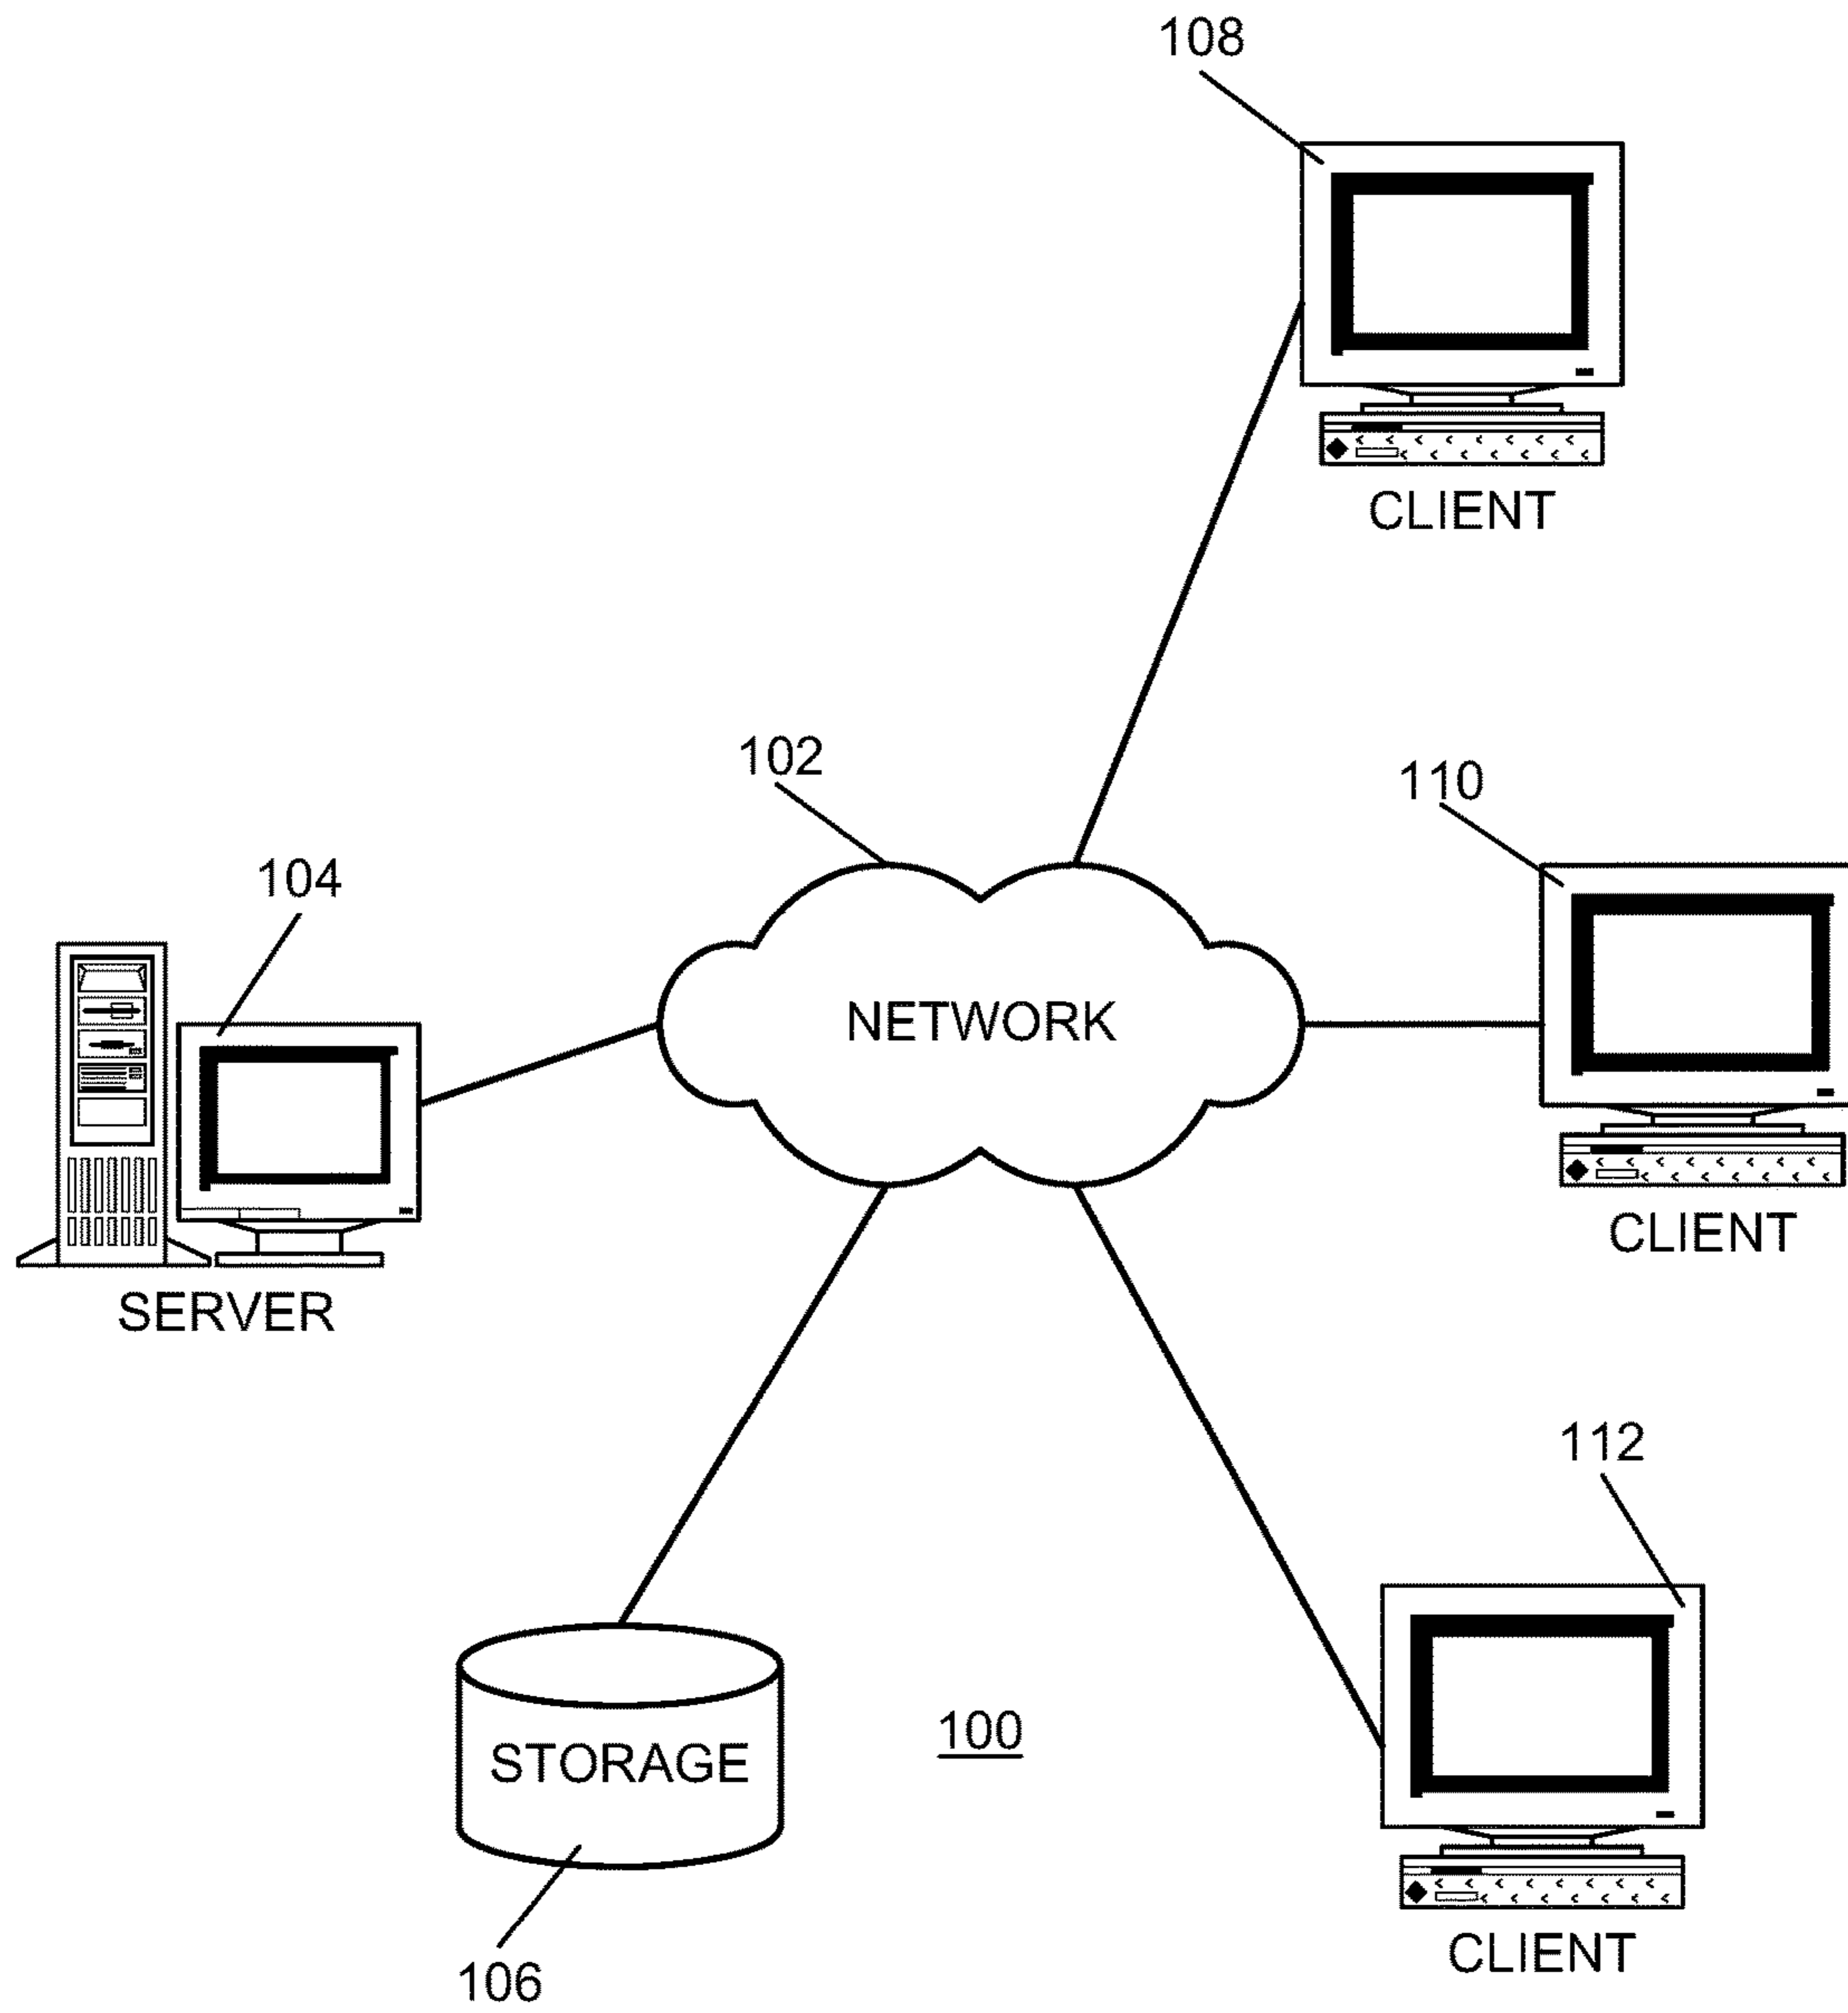 108
CLIENT
102
110
104
NETWORK
CLIENT
SERVER
112
100
STORAGE
CLIENT
106